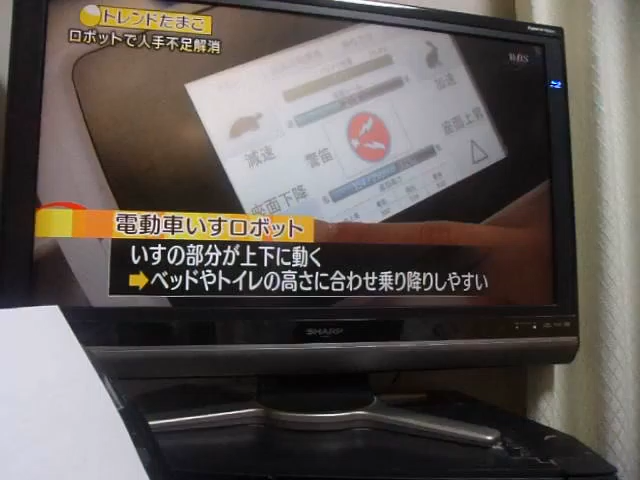 トレンドたまご
ロボットで人手不足解消
WBS
加速
減速
警笛
座面上昇
座面下降
電動車いすロボット
いすの部分が上下に動く
➡ベッドやトイレの高さに合わせ乗り降りしやすい
SHARP